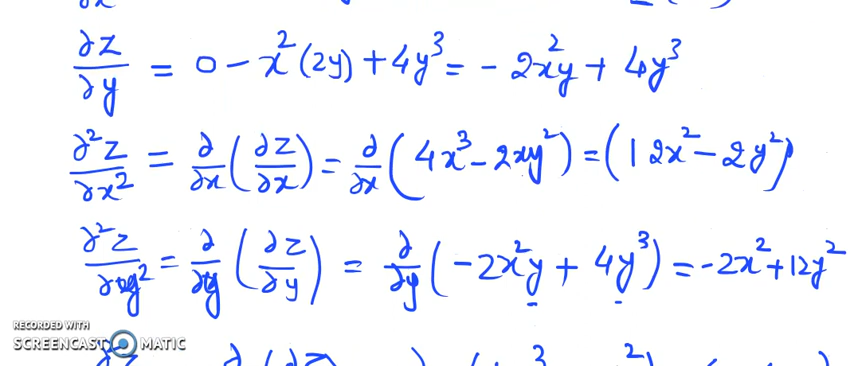 ∂z/∂y = 0 − x²(2y) + 4y³ = − 2x²y + 4y³
∂²z/∂x² = ∂/∂x (∂z/∂x) = ∂/∂x (4x³ − 2xy²) = (12x² − 2y²)
∂²z/∂y² = ∂/∂y (∂z/∂y) = ∂/∂y (−2x²y + 4y³) = −2x² + 12y²
RECORDED WITH
SCREENCAST MATIC